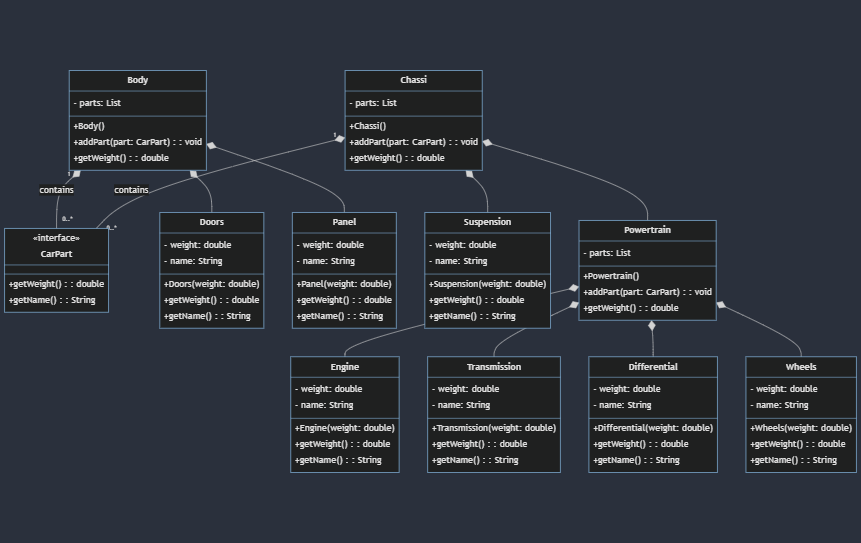 Body
- parts: List
+Body()
+addPart(part: CarPart) : : void
+getWeight() : : double
Chassi
- parts: List
+Chassi()
+addPart(part: CarPart) : : void
+getWeight() : : double
1
1
contains
contains
0..*
0..*
«interface»
CarPart
+getWeight() : : double
+getName() : : String
Doors
- weight: double
- name: String
+Doors(weight: double)
+getWeight() : : double
+getName() : : String
Panel
- weight: double
- name: String
+Panel(weight: double)
+getWeight() : : double
+getName() : : String
Suspension
- weight: double
- name: String
+Suspension(weight: double)
+getWeight() : : double
+getName() : : String
Powertrain
- parts: List
+Powertrain()
+addPart(part: CarPart) : : void
+getWeight() : : double
Engine
- weight: double
- name: String
+Engine(weight: double)
+getWeight() : : double
+getName() : : String
Transmission
- weight: double
- name: String
+Transmission(weight: double)
+getWeight() : : double
+getName() : : String
Differential
- weight: double
- name: String
+Differential(weight: double)
+getWeight() : : double
+getName() : : String
Wheels
- weight: double
- name: String
+Wheels(weight: double)
+getWeight() : : double
+getName() : : String